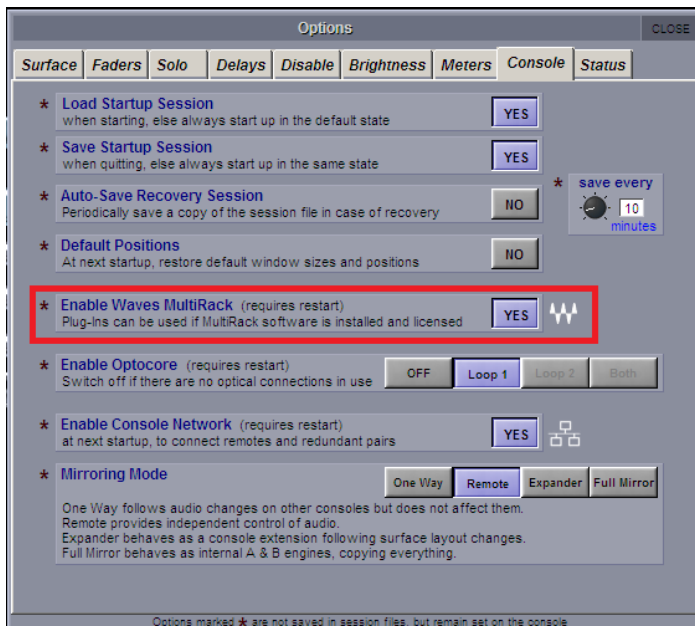 Options
CLOSE
Surface Faders Solo Delays Disable Brightness Meters Console Status
* Load Startup Session
when starting, else always start up in the default state
YES
* Save Startup Session
when quitting, else always start up in the same state
YES
* Auto-Save Recovery Session
Periodically save a copy of the session file in case of recovery
NO
* save every
10
minutes
* Default Positions
At next startup, restore default window sizes and positions
NO
* Enable Waves MultiRack (requires restart)
Plug-Ins can be used if MultiRack software is installed and licensed
YES
* Enable Optocore (requires restart)
Switch off if there are no optical connections in use
OFF Loop 1 Loop 2 Both
* Enable Console Network (requires restart)
at next startup, to connect remotes and redundant pairs
YES
* Mirroring Mode
One Way Remote Expander Full Mirror
One Way follows audio changes on other consoles but does not affect them.
Remote provides independent control of audio.
Expander behaves as a console extension following surface layout changes.
Full Mirror behaves as internal A & B engines, copying everything.
Options marked * are not saved in session files, but remain set on the console